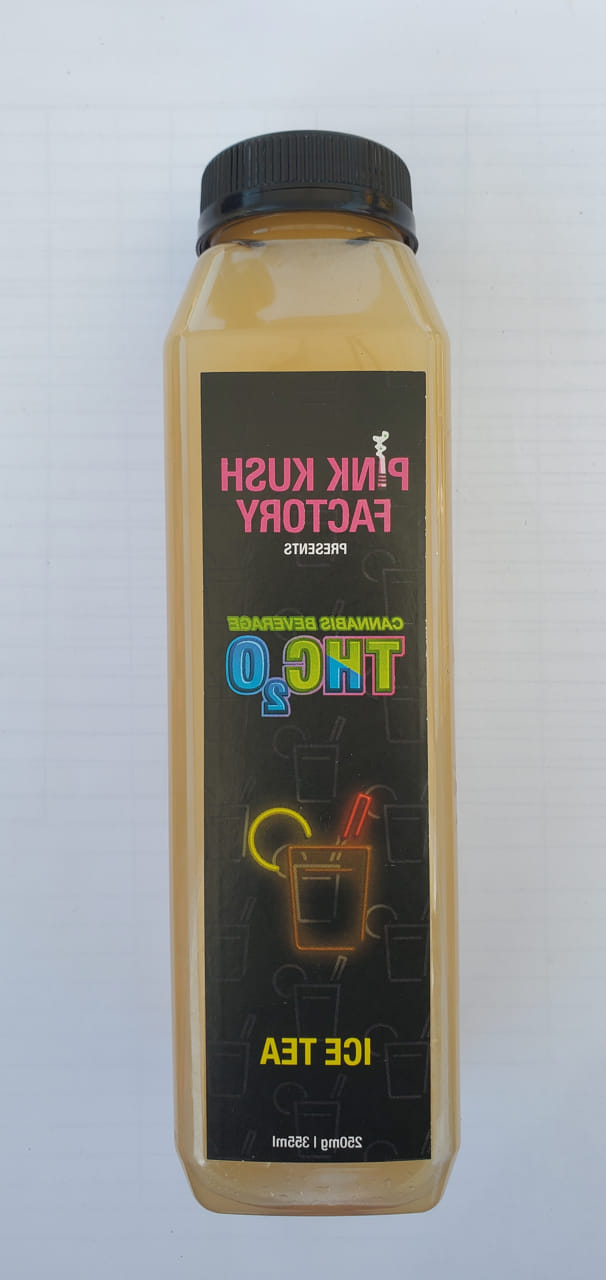 PINK KUSH
FACTORY
PRESENTS
CANNABIS BEVERAGE
THC2O
ICE TEA
250mg | 355ml